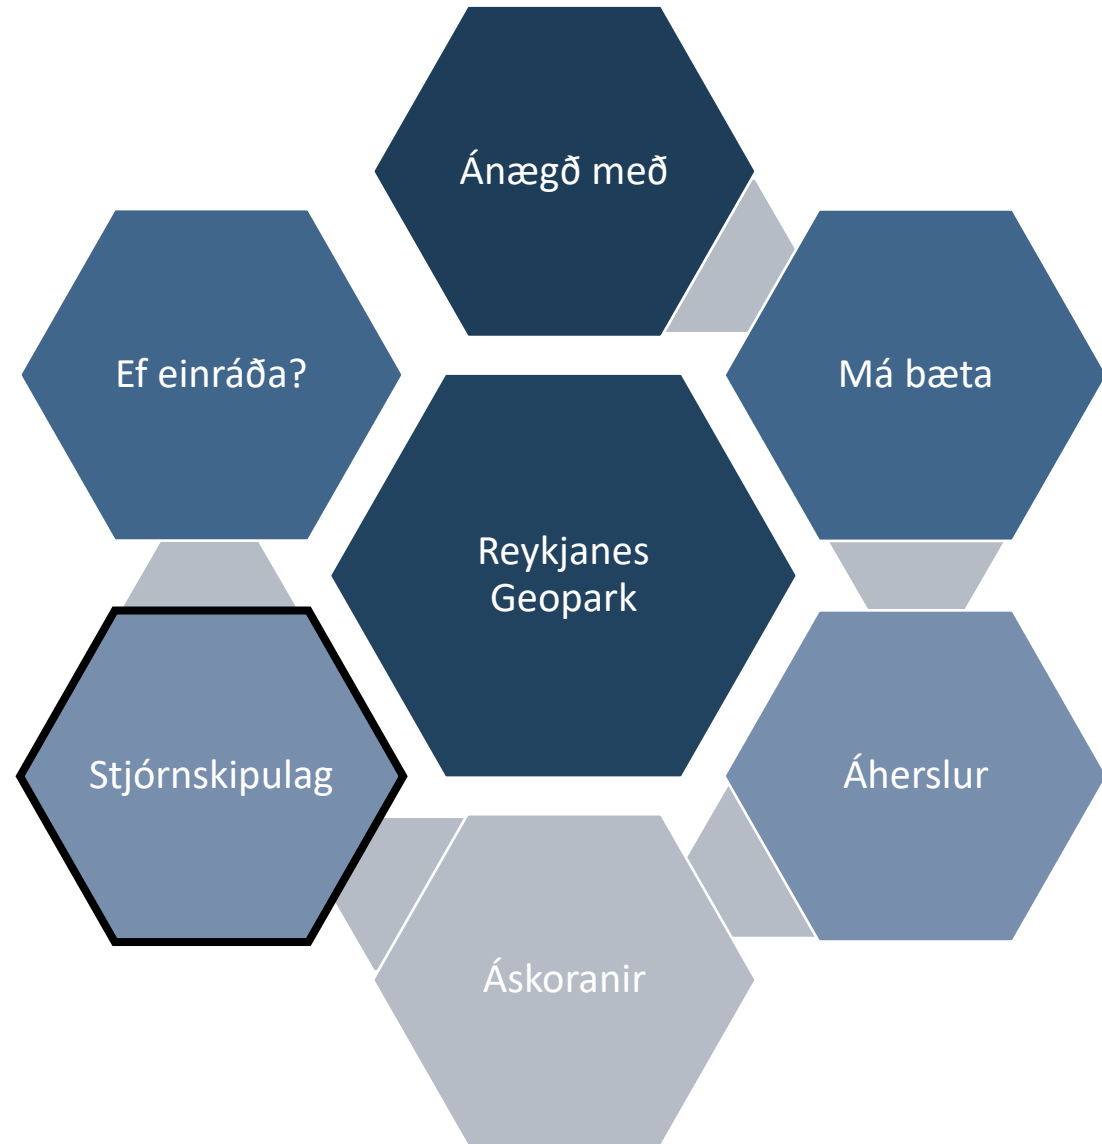 Ánægð með
Ef einráða?
Má bæta
Reykjanes
Geopark
Stjórnskipulag
Áherslur
Áskoranir